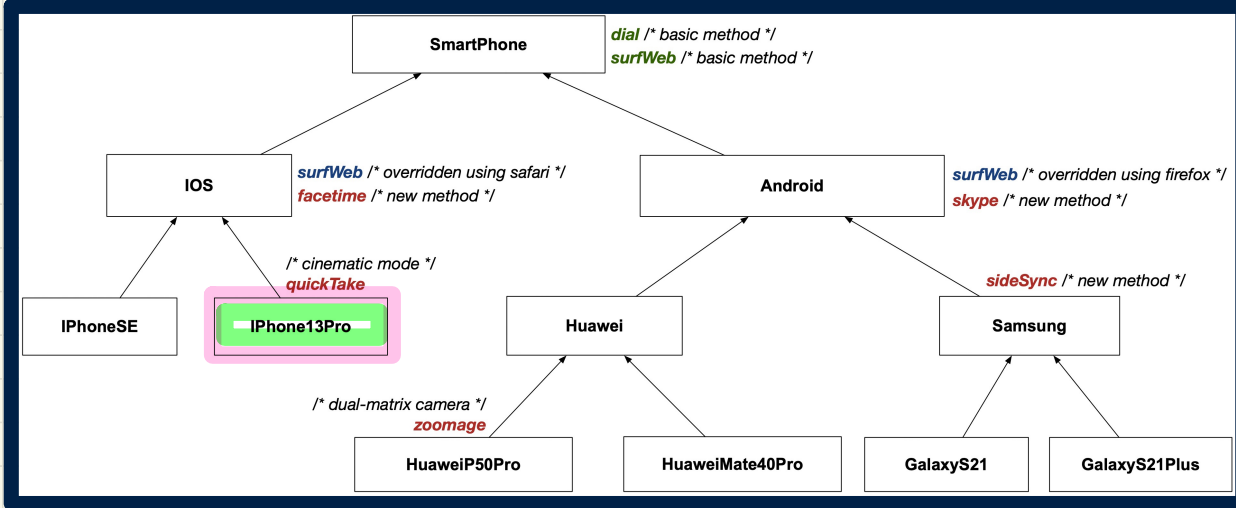 SmartPhone
dial /* basic method */
surfWeb /* basic method */
IOS
surfWeb /* overridden using safari */
facetime /* new method */
Android
surfWeb /* overridden using firefox */
skype /* new method */
/* cinematic mode */
quickTake
sideSync /* new method */
IPhoneSE
IPhone13Pro
Huawei
Samsung
/* dual-matrix camera */
zoomage
HuaweiP50Pro
HuaweiMate40Pro
GalaxyS21
GalaxyS21Plus